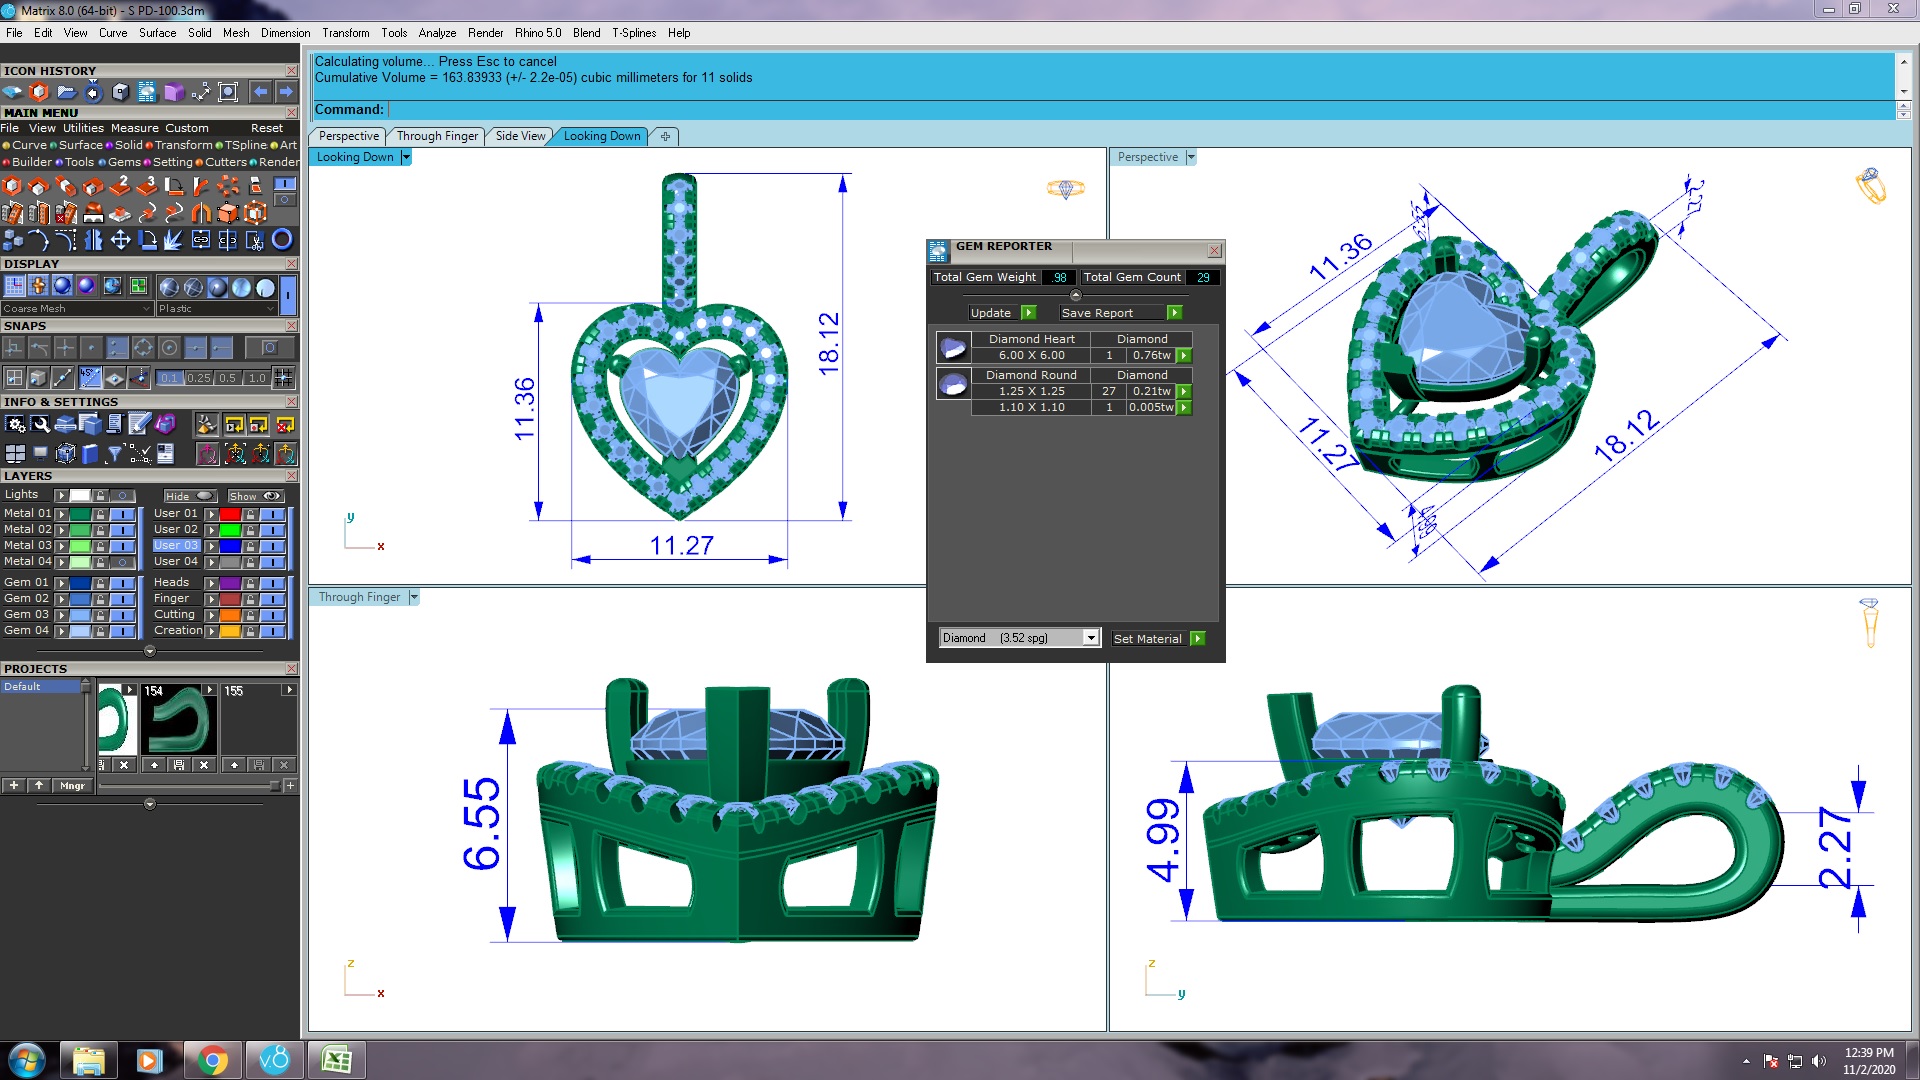 Matrix 8.0 (64-bit) - S PD-100.3dm
File Edit View Curve Surface Solid Mesh Dimension Transform Tools Analyze Render Rhino 5.0 Blend T-Splines Help
ICON HISTORY
MAIN MENU
File View Utilities Measure Custom Reset
Curve Surface Solid Transform TSpline Art
Builder Tools Gems Setting Cutters Render
DISPLAY
Coarse Mesh Plastic
SNAPS
45°
0.1 0.25 0.5 1.0
INFO & SETTINGS
LAYERS
Lights Hide Show
Metal 01 User 01
Metal 02 User 02
Metal 03 User 03
Metal 04 User 04
Gem 01 Heads
Gem 02 Finger
Gem 03 Cutting
Gem 04 Creation
PROJECTS
Default
154 155
Mngr
Calculating volume... Press Esc to cancel
Cumulative Volume = 163.83933 (+/- 2.2e-05) cubic millimeters for 11 solids
Command:
Perspective Through Finger Side View Looking Down
Looking Down
11.36
18.12
11.27
y
x
Perspective
11.36
11.27
18.12
GEM REPORTER
Total Gem Weight .98 Total Gem Count 29
Update Save Report
Diamond Heart Diamond
6.00 X 6.00 1 0.76tw
Diamond Round Diamond
1.25 X 1.25 27 0.21tw
1.10 X 1.10 1 0.005tw
Diamond (3.52 spg) Set Material
Through Finger
6.55
z
x
4.99
2.27
z
y
v8
12:39 PM
11/2/2020